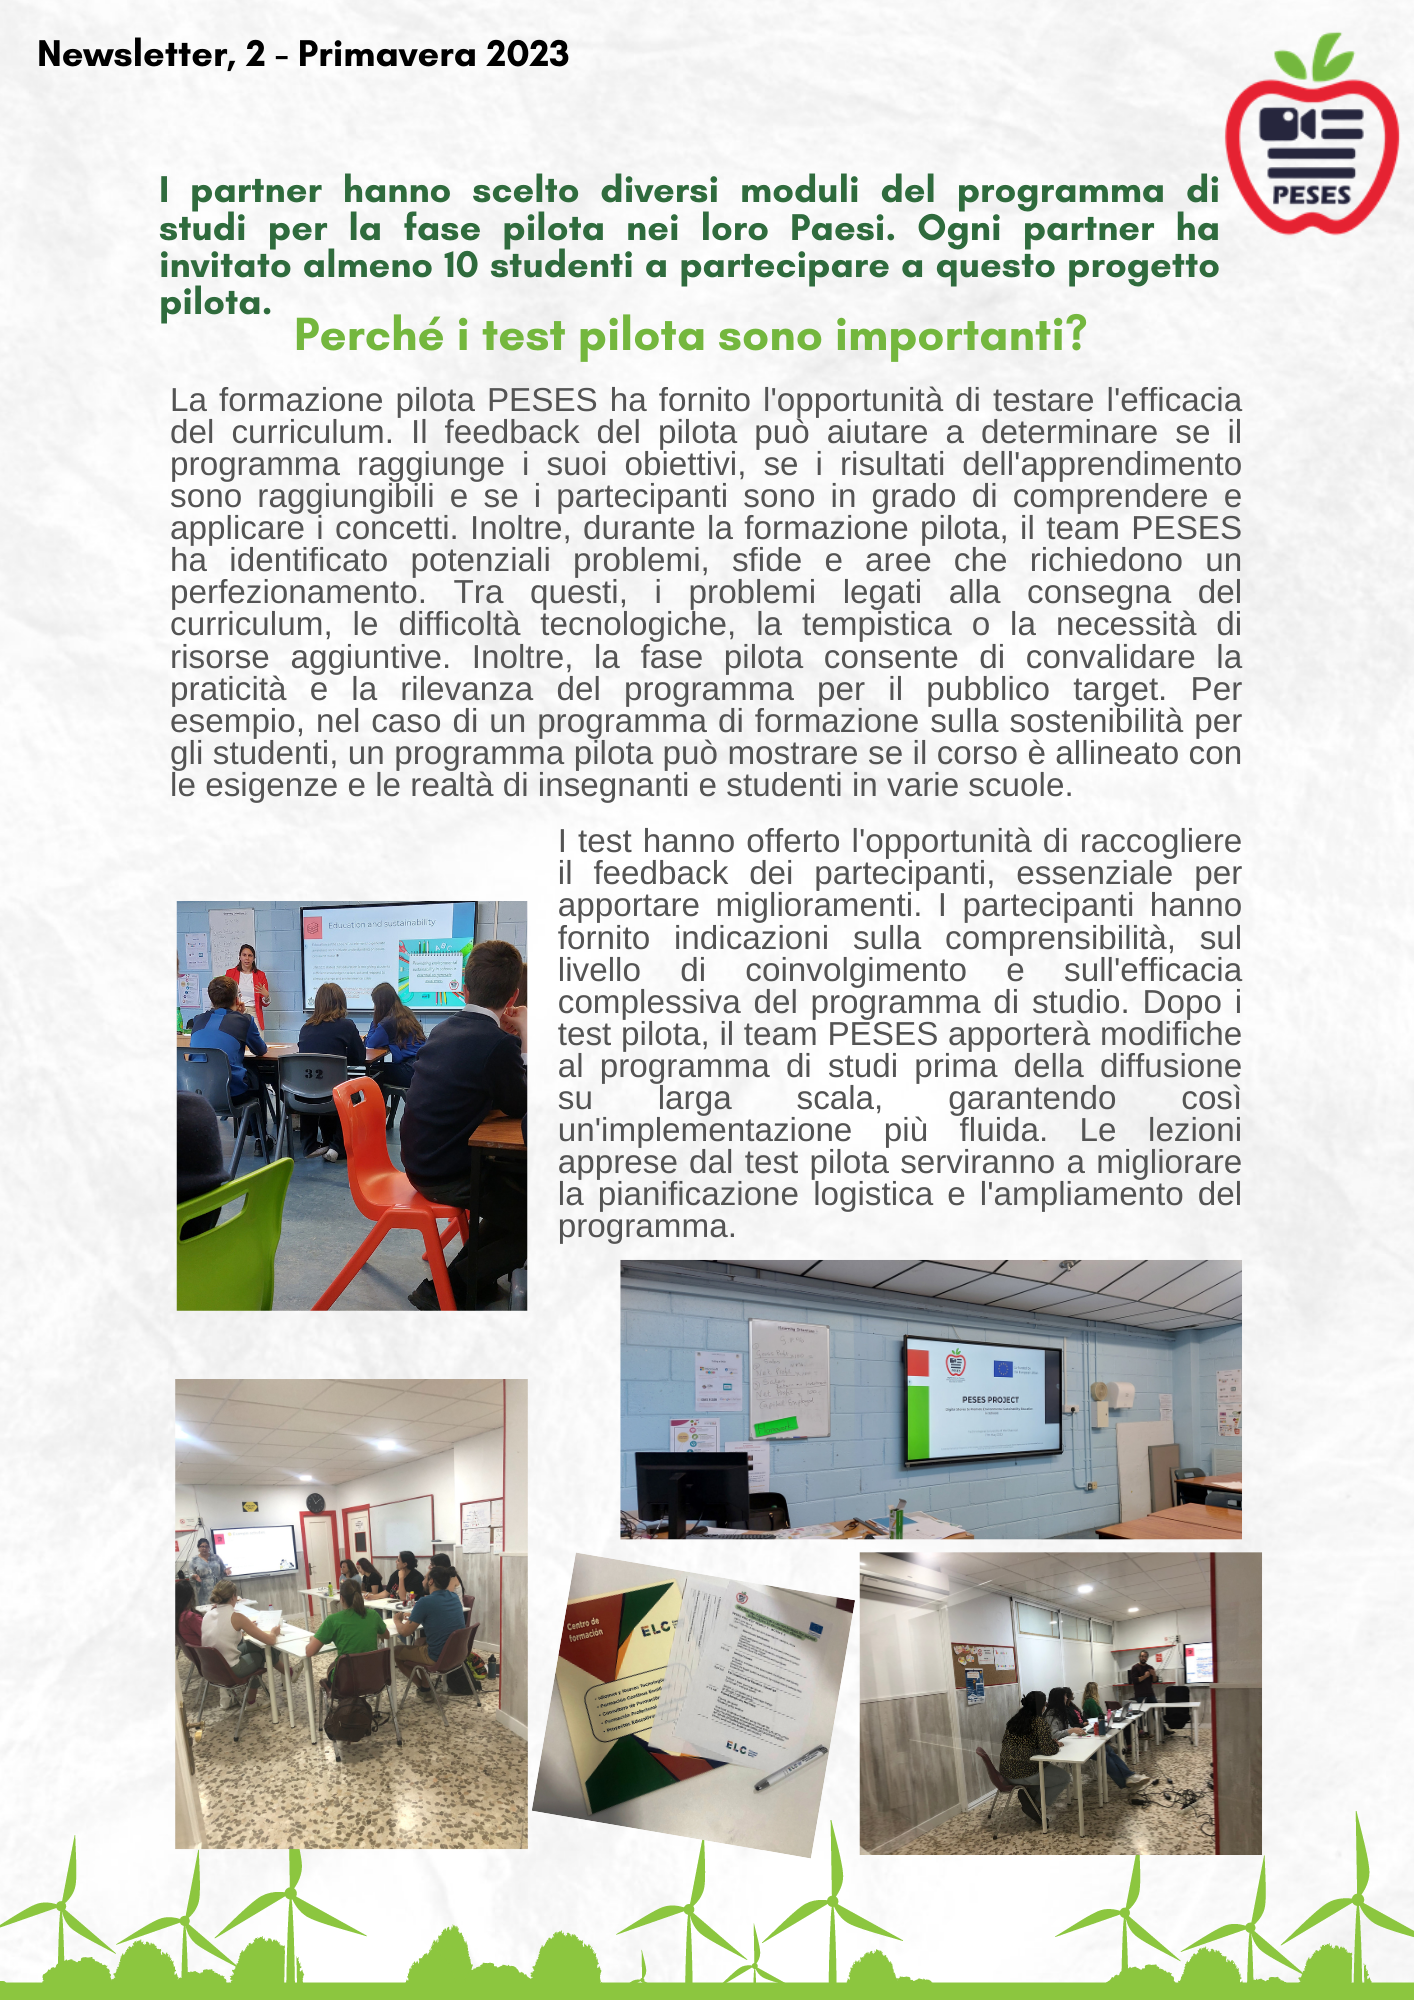 Newsletter, 2 - Primavera 2023
PESES
I partner hanno scelto diversi moduli del programma di
studi per la fase pilota nei loro Paesi. Ogni partner ha
invitato almeno 10 studenti a partecipare a questo progetto
pilota.
Perché i test pilota sono importanti?
La formazione pilota PESES ha fornito l'opportunità di testare l'efficacia
del curriculum. Il feedback del pilota può aiutare a determinare se il
programma raggiunge i suoi obiettivi, se i risultati dell'apprendimento
sono raggiungibili e se i partecipanti sono in grado di comprendere e
applicare i concetti. Inoltre, durante la formazione pilota, il team PESES
ha identificato potenziali problemi, sfide e aree che richiedono un
perfezionamento. Tra questi, i problemi legati alla consegna del
curriculum, le difficoltà tecnologiche, la tempistica o la necessità di
risorse aggiuntive. Inoltre, la fase pilota consente di convalidare la
praticità e la rilevanza del programma per il pubblico target. Per
esempio, nel caso di un programma di formazione sulla sostenibilità per
gli studenti, un programma pilota può mostrare se il corso è allineato con
le esigenze e le realtà di insegnanti e studenti in varie scuole.
I test hanno offerto l'opportunità di raccogliere
il feedback dei partecipanti, essenziale per
apportare miglioramenti. I partecipanti hanno
fornito indicazioni sulla comprensibilità, sul
livello di coinvolgimento e sull'efficacia
complessiva del programma di studio. Dopo i
test pilota, il team PESES apporterà modifiche
al programma di studi prima della diffusione
su larga scala, garantendo così
un'implementazione più fluida. Le lezioni
apprese dal test pilota serviranno a migliorare
la pianificazione logistica e l'ampliamento del
programma.
Education and sustainability
32
PESES PROJECT
Centro de
formación
ELC
ELC